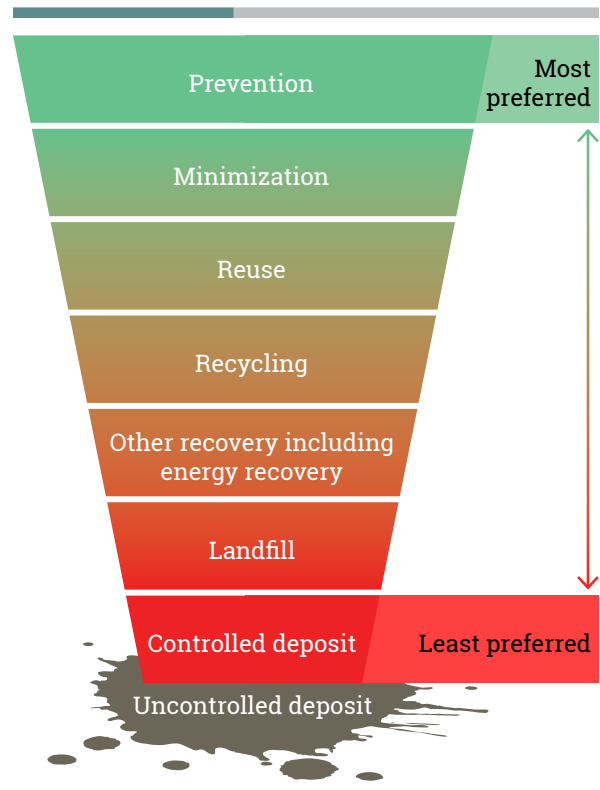 Prevention
Most
preferred
Minimization
Reuse
Recycling
Other recovery including
energy recovery
Landfill
Controlled deposit
Least preferred
Uncontrolled deposit